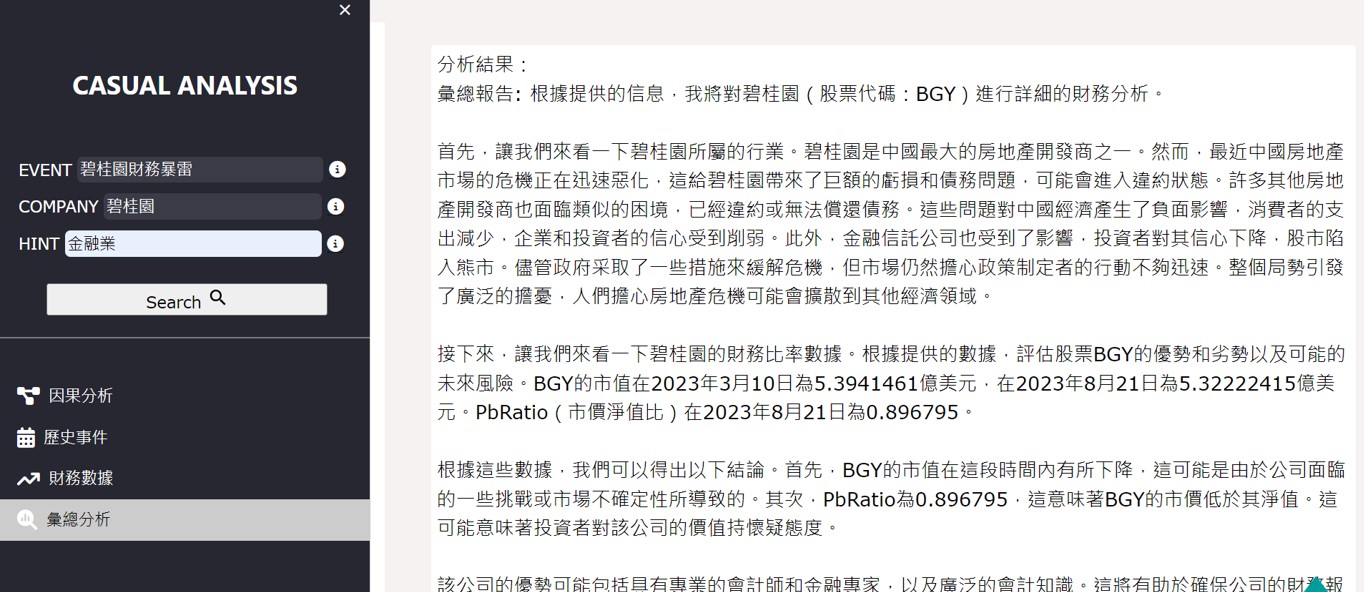 ×
CASUAL ANALYSIS
EVENT 碧桂園財務暴雷
COMPANY 碧桂園
HINT 金融業
Search
因果分析
歷史事件
財務數據
彙總分析
分析結果：
彙總報告: 根據提供的信息，我將對碧桂園（股票代碼：BGY）進行詳細的財務分析。
首先，讓我們來看一下碧桂園所屬的行業。碧桂園是中國最大的房地產開發商之一。然而，最近中國房地產
市場的危機正在迅速惡化，這給碧桂園帶來了巨額的虧損和債務問題，可能會進入違約狀態。許多其他房地
產開發商也面臨類似的困境，已經違約或無法償還債務。這些問題對中國經濟產生了負面影響，消費者的支
出減少，企業和投資者的信心受到削弱。此外，金融信託公司也受到了影響，投資者對其信心下降，股市陷
入熊市。儘管政府采取了一些措施來緩解危機，但市場仍然擔心政策制定者的行動不夠迅速。整個局勢引發
了廣泛的擔憂，人們擔心房地產危機可能會擴散到其他經濟領域。
接下來，讓我們來看一下碧桂園的財務比率數據。根據提供的數據，評估股票BGY的優勢和劣勢以及可能的
未來風險。BGY的市值在2023年3月10日為5.3941461億美元，在2023年8月21日為5.32222415億美
元。PbRatio（市價淨值比）在2023年8月21日為0.896795。
根據這些數據，我們可以得出以下結論。首先，BGY的市值在這段時間內有所下降，這可能是由於公司面臨
的一些挑戰或市場不確定性所導致的。其次，PbRatio為0.896795，這意味著BGY的市價低於其淨值。這
可能意味著投資者對該公司的價值持懷疑態度。
該公司的優勢可能包括具有專業的會計師和金融專家，以及廣泛的會計知識。這將有助於確保公司的財務報